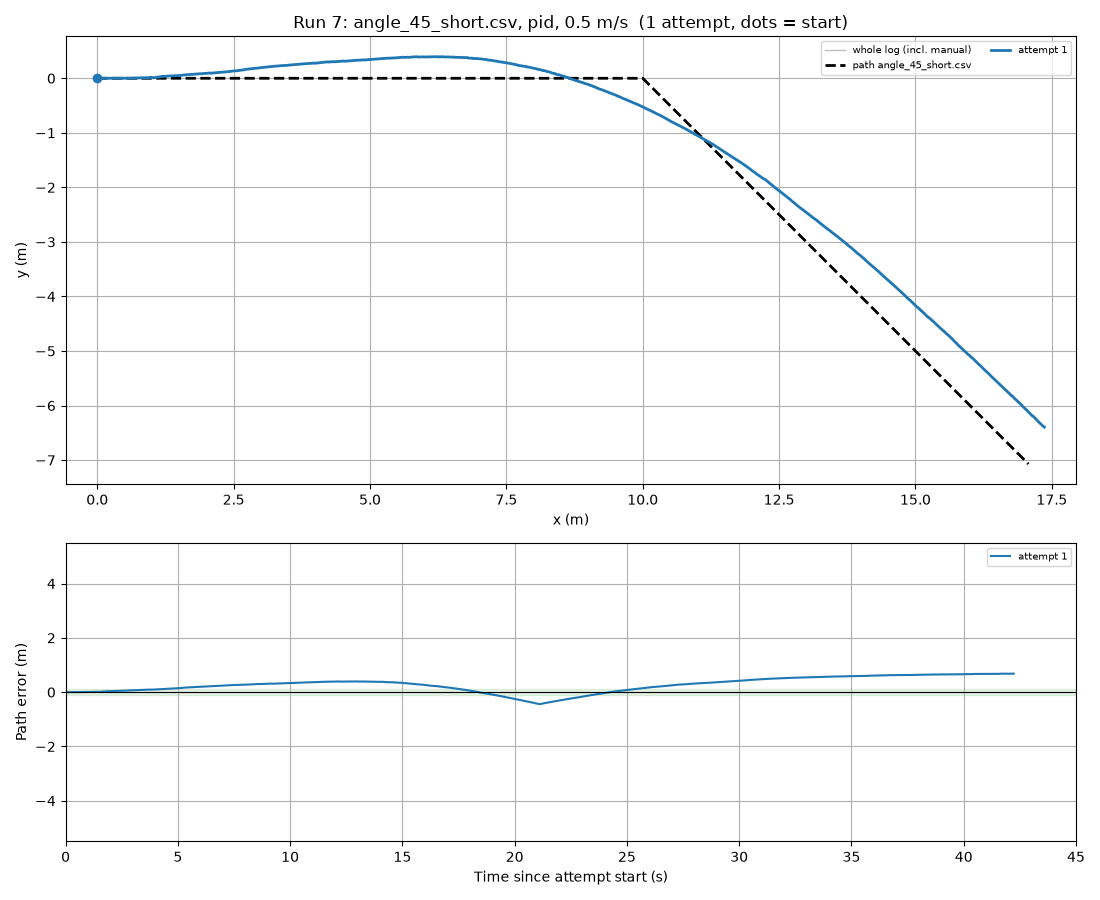 Run 7: angle_45_short.csv, pid, 0.5 m/s  (1 attempt, dots = start)
whole log (incl. manual)
path angle_45_short.csv
attempt 1
0
−1
−2
−3
−4
−5
−6
−7
y (m)
0.0 2.5 5.0 7.5 10.0 12.5 15.0 17.5
x (m)
attempt 1
4
2
0
−2
−4
Path error (m)
0 5 10 15 20 25 30 35 40 45
Time since attempt start (s)